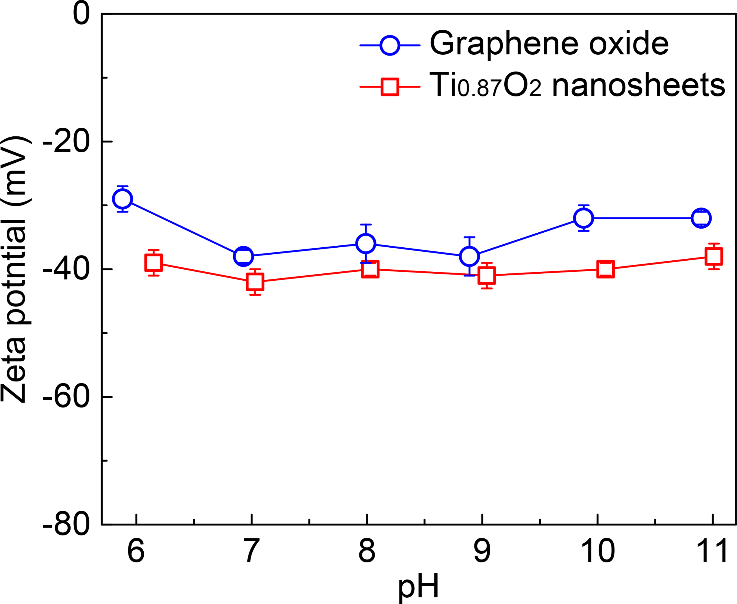 Graphene oxide
Ti0.87O2 nanosheets
0
-20
-40
-60
-80
Zeta potntial (mV)
6 7 8 9 10 11
pH